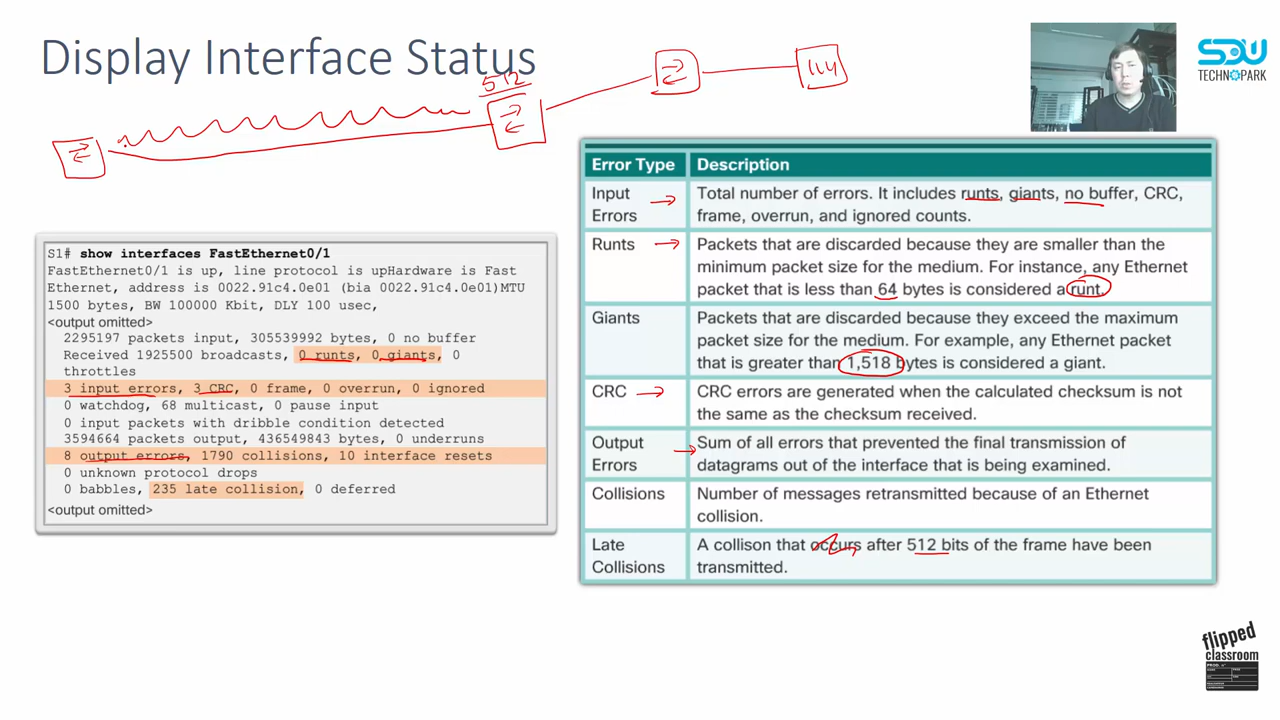 Display Interface Status
512
SDU
TECHNOPARK
S1# show interfaces FastEthernet0/1
FastEthernet0/1 is up, line protocol is upHardware is Fast
Ethernet, address is 0022.91c4.0e01 (bia 0022.91c4.0e01)MTU
1500 bytes, BW 100000 Kbit, DLY 100 usec,
<output omitted>
2295197 packets input, 305539992 bytes, 0 no buffer
Received 1925500 broadcasts, 0 runts, 0 giants, 0
throttles
3 input errors, 3 CRC, 0 frame, 0 overrun, 0 ignored
0 watchdog, 68 multicast, 0 pause input
0 input packets with dribble condition detected
3594664 packets output, 436549843 bytes, 0 underruns
8 output errors, 1790 collisions, 10 interface resets
0 unknown protocol drops
0 babbles, 235 late collision, 0 deferred
<output omitted>
Error Type Description
Input Total number of errors. It includes runts, giants, no buffer, CRC,
Errors frame, overrun, and ignored counts.
Runts Packets that are discarded because they are smaller than the
minimum packet size for the medium. For instance, any Ethernet
packet that is less than 64 bytes is considered a runt.
Giants Packets that are discarded because they exceed the maximum
packet size for the medium. For example, any Ethernet packet
that is greater than 1,518 bytes is considered a giant.
CRC CRC errors are generated when the calculated checksum is not
the same as the checksum received.
Output Sum of all errors that prevented the final transmission of
Errors datagrams out of the interface that is being examined.
Collisions Number of messages retransmitted because of an Ethernet
collision.
Late A collison that occurs after 512 bits of the frame have been
Collisions transmitted.
flipped
classroom